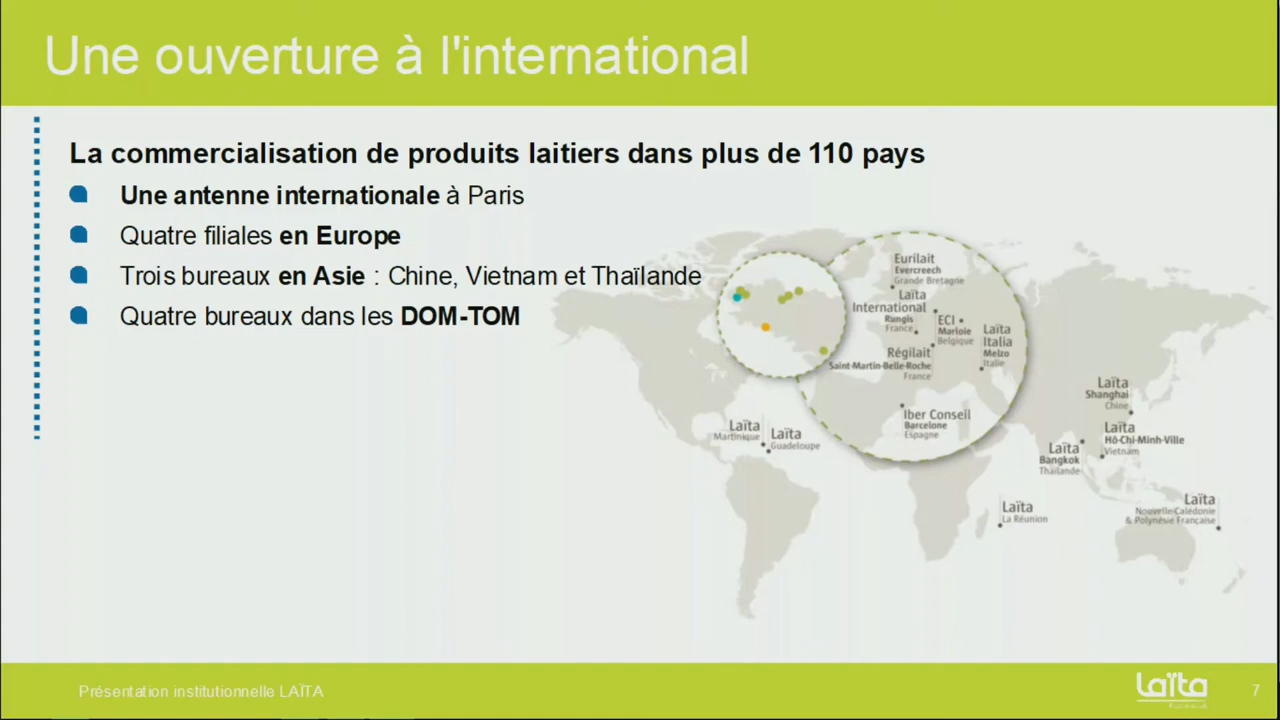 Une ouverture à l'international
La commercialisation de produits laitiers dans plus de 110 pays
Une antenne internationale à Paris
Quatre filiales en Europe
Trois bureaux en Asie : Chine, Vietnam et Thaïlande
Quatre bureaux dans les DOM-TOM
Eurilait
Evercreech
Grande Bretagne
Laïta
International
Rungis
France
ECI
Marloie
Belgique
Laïta
Italia
Melzo
Italie
Régilait
Saint-Martin-Belle-Roche
France
Iber Conseil
Barcelone
Espagne
Laïta
Martinique
Laïta
Guadeloupe
Laïta
Shanghai
Chine
Laïta
Hô-Chi-Minh-Ville
Vietnam
Laïta
Bangkok
Thaïlande
Laïta
La Réunion
Laïta
Nouvelle-Calédonie
& Polynésie Française
Présentation institutionnelle LAÏTA
Laïta
7